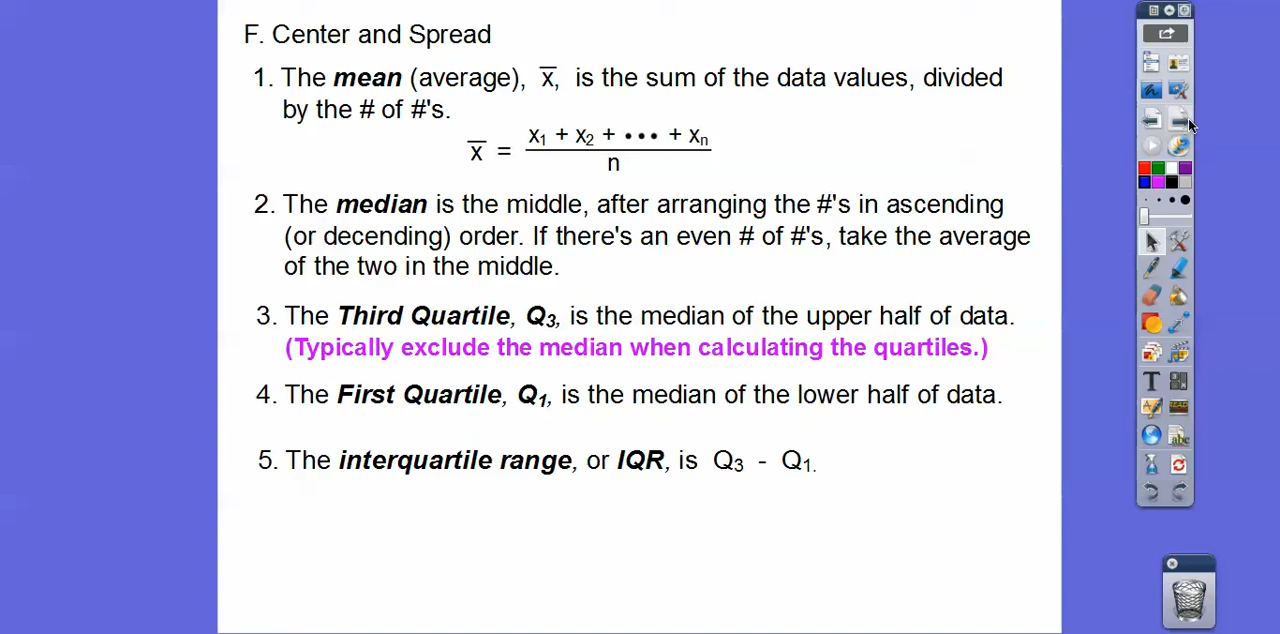 F. Center and Spread
1. The mean (average), x̅, is the sum of the data values, divided
by the # of #'s.
x̅ = (x₁ + x₂ + ••• + xₙ) / n
2. The median is the middle, after arranging the #'s in ascending
(or decending) order. If there's an even # of #'s, take the average
of the two in the middle.
3. The Third Quartile, Q₃, is the median of the upper half of data.
(Typically exclude the median when calculating the quartiles.)
4. The First Quartile, Q₁, is the median of the lower half of data.
5. The interquartile range, or IQR, is Q₃ - Q₁.